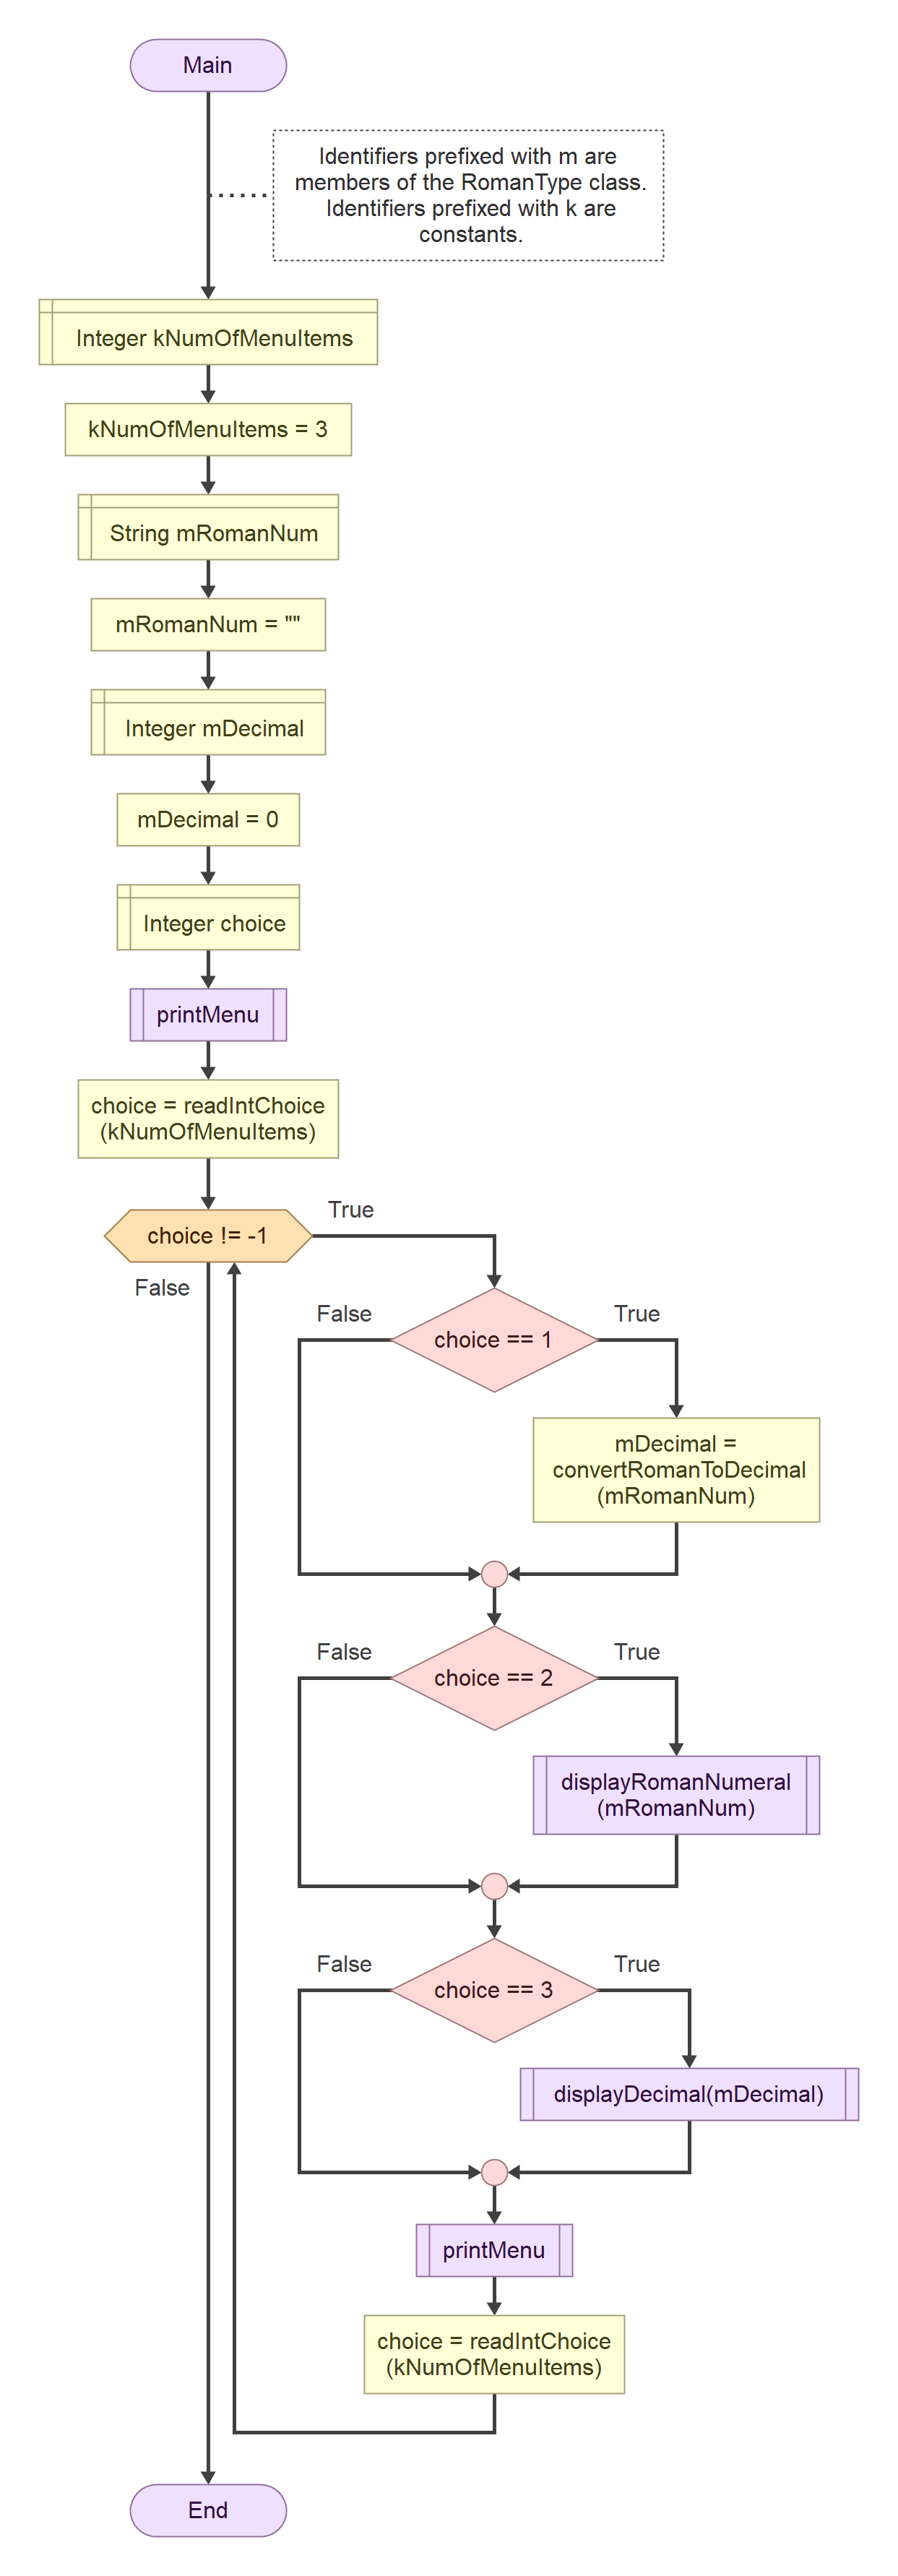 Main
Identifiers prefixed with m are
members of the RomanType class.
Identifiers prefixed with k are
constants.
Integer kNumOfMenuItems
kNumOfMenuItems = 3
String mRomanNum
mRomanNum = ""
Integer mDecimal
mDecimal = 0
Integer choice
printMenu
choice = readIntChoice
(kNumOfMenuItems)
choice != -1
True
False
choice == 1
False
True
mDecimal =
convertRomanToDecimal
(mRomanNum)
choice == 2
False
True
displayRomanNumeral
(mRomanNum)
choice == 3
False
True
displayDecimal(mDecimal)
printMenu
choice = readIntChoice
(kNumOfMenuItems)
End